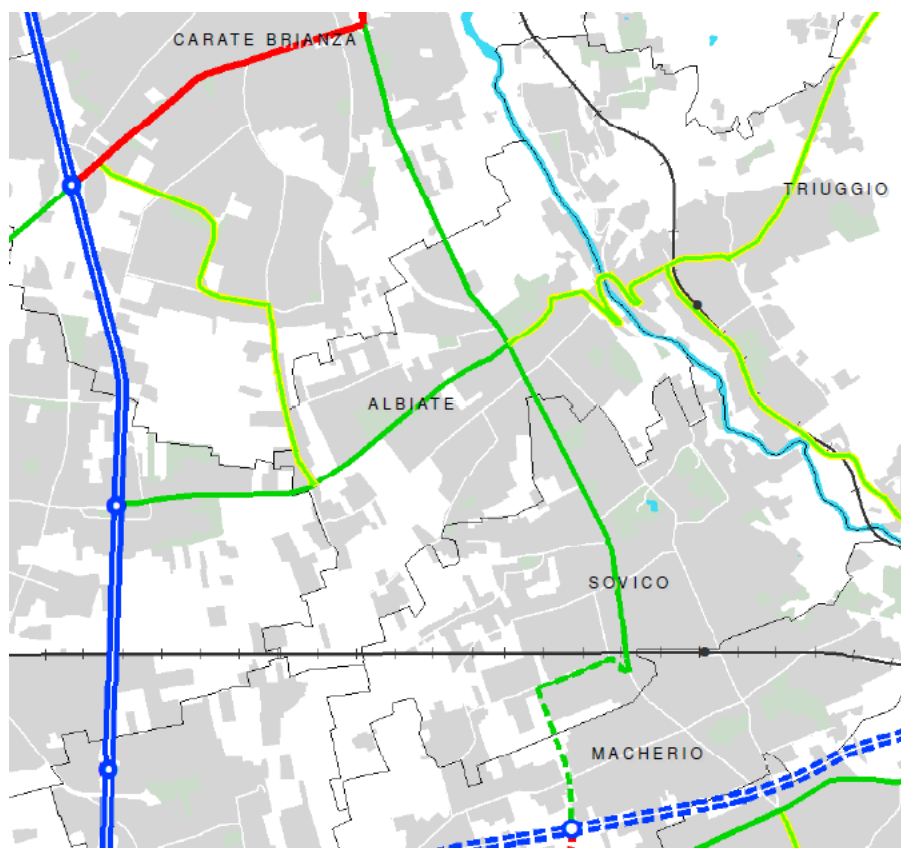 CARATE BRIANZA
TRIUGGIO
ALBIATE
SOVICO
MACHERIO